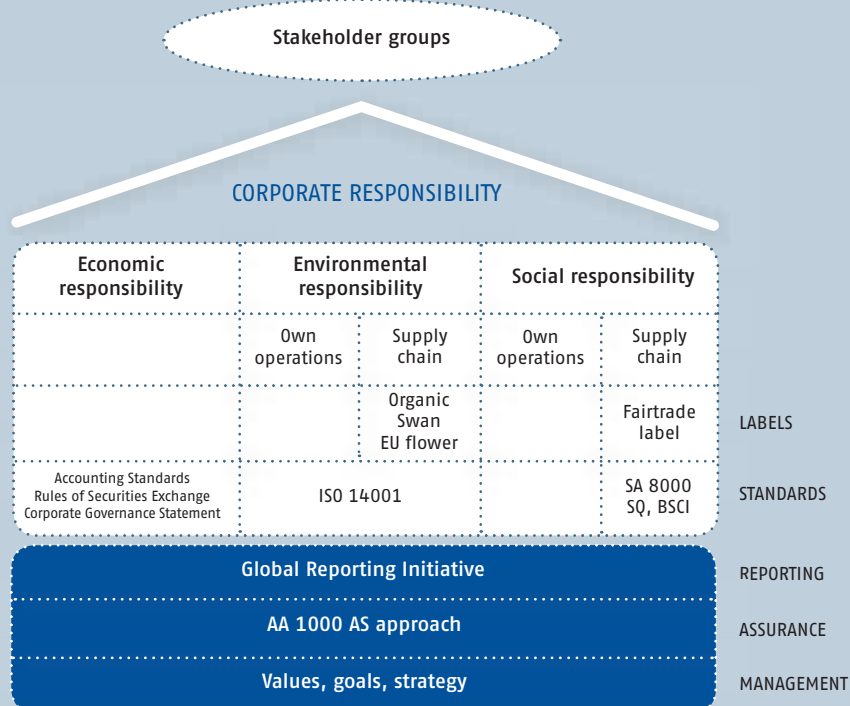 Stakeholder groups
CORPORATE RESPONSIBILITY
Economic
responsibility
Environmental
responsibility
Social responsibility
Own
operations
Supply
chain
Own
operations
Supply
chain
Organic
Swan
EU flower
Fairtrade
label
LABELS
Accounting Standards
Rules of Securities Exchange
Corporate Governance Statement
ISO 14001
SA 8000
SQ, BSCI
STANDARDS
Global Reporting Initiative
REPORTING
AA 1000 AS approach
ASSURANCE
Values, goals, strategy
MANAGEMENT